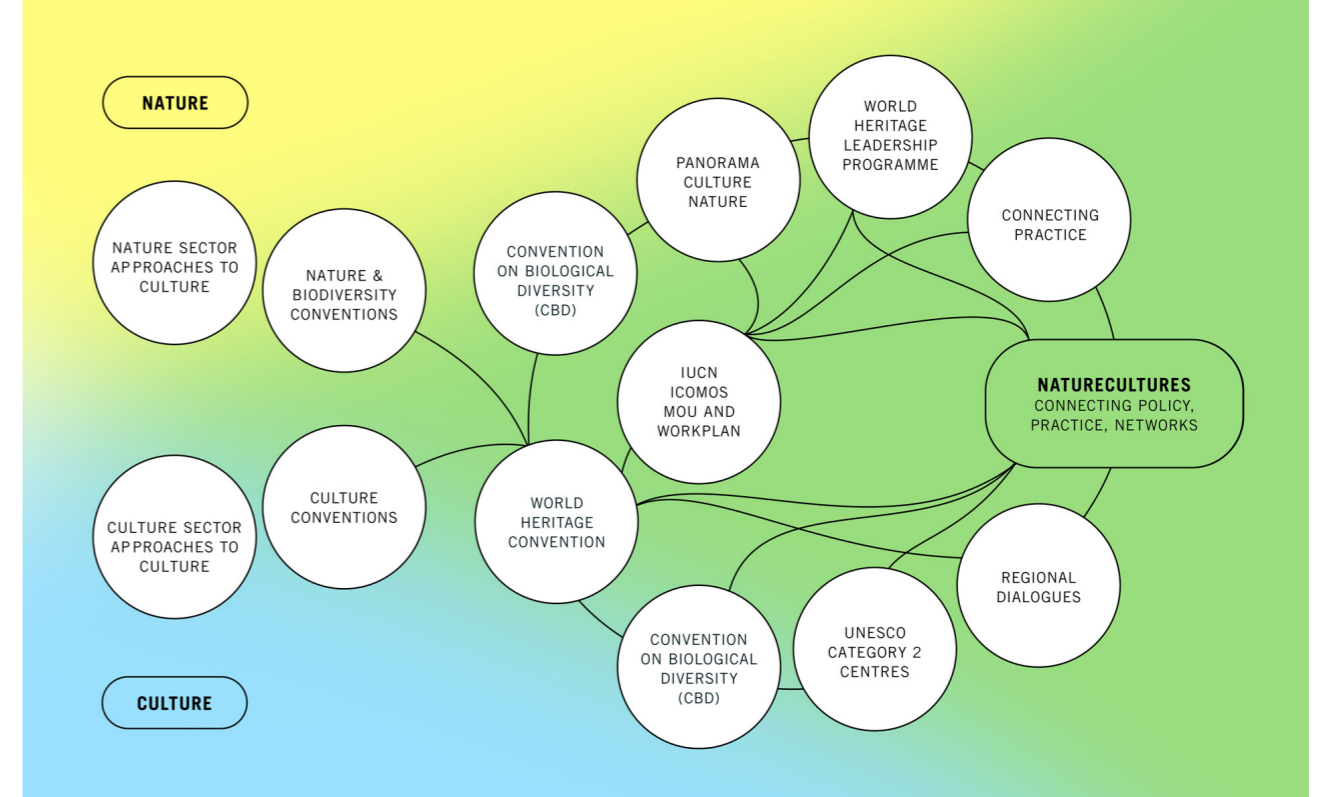 NATURE
NATURE SECTOR
APPROACHES TO
CULTURE
NATURE &
BIODIVERSITY
CONVENTIONS
CONVENTION
ON BIOLOGICAL
DIVERSITY
(CBD)
PANORAMA
CULTURE
NATURE
WORLD
HERITAGE
LEADERSHIP
PROGRAMME
CONNECTING
PRACTICE
IUCN
ICOMOS
MOU AND
WORKPLAN
NATURECULTURES
CONNECTING POLICY,
PRACTICE, NETWORKS
CULTURE SECTOR
APPROACHES TO
CULTURE
CULTURE
CONVENTIONS
WORLD
HERITAGE
CONVENTION
CONVENTION
ON BIOLOGICAL
DIVERSITY
(CBD)
UNESCO
CATEGORY 2
CENTRES
REGIONAL
DIALOGUES
CULTURE